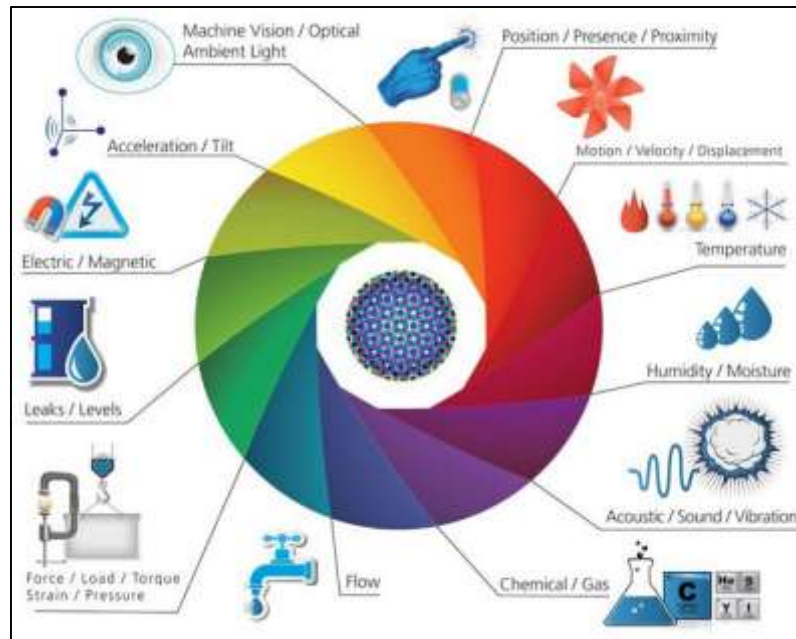 Machine Vision / Optical
Ambient Light
Position / Presence / Proximity
Acceleration / Tilt
Motion / Velocity / Displacement
Electric / Magnetic
Temperature
Leaks / Levels
Humidity / Moisture
Acoustic / Sound / Vibration
Force / Load / Torque
Strain / Pressure
Flow
Chemical / Gas
C
He S
Y I